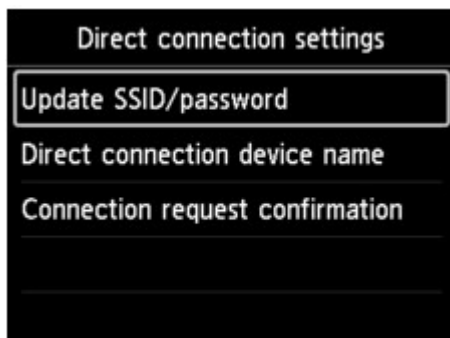 Direct connection settings
Update SSID/password
Direct connection device name
Connection request confirmation